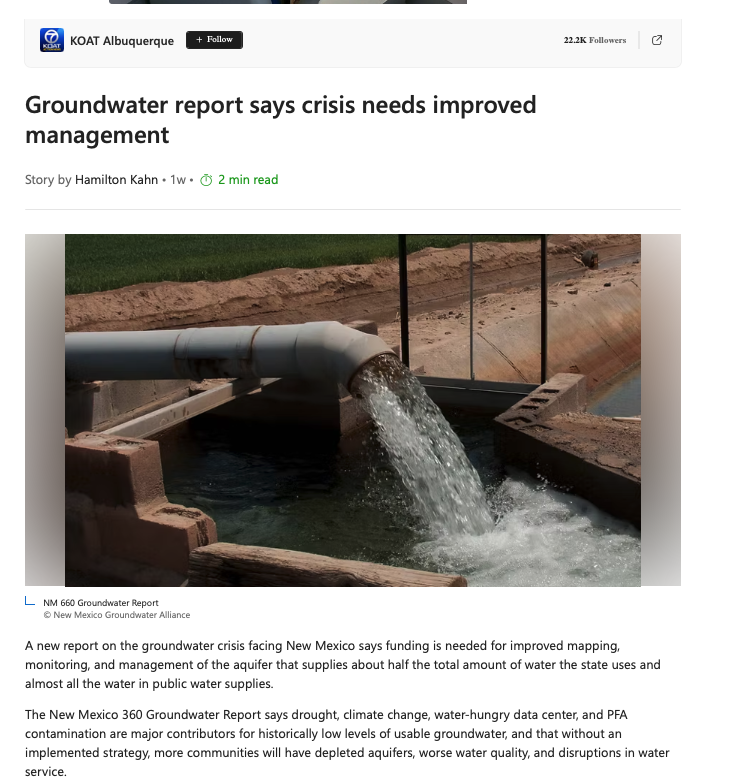 KOAT Albuquerque
+ Follow
22.2K Followers
Groundwater report says crisis needs improved
management
Story by Hamilton Kahn • 1w • 2 min read
NM 660 Groundwater Report
© New Mexico Groundwater Alliance
A new report on the groundwater crisis facing New Mexico says funding is needed for improved mapping,
monitoring, and management of the aquifer that supplies about half the total amount of water the state uses and
almost all the water in public water supplies.
The New Mexico 360 Groundwater Report says drought, climate change, water-hungry data center, and PFA
contamination are major contributors for historically low levels of usable groundwater, and that without an
implemented strategy, more communities will have depleted aquifers, worse water quality, and disruptions in water
service.